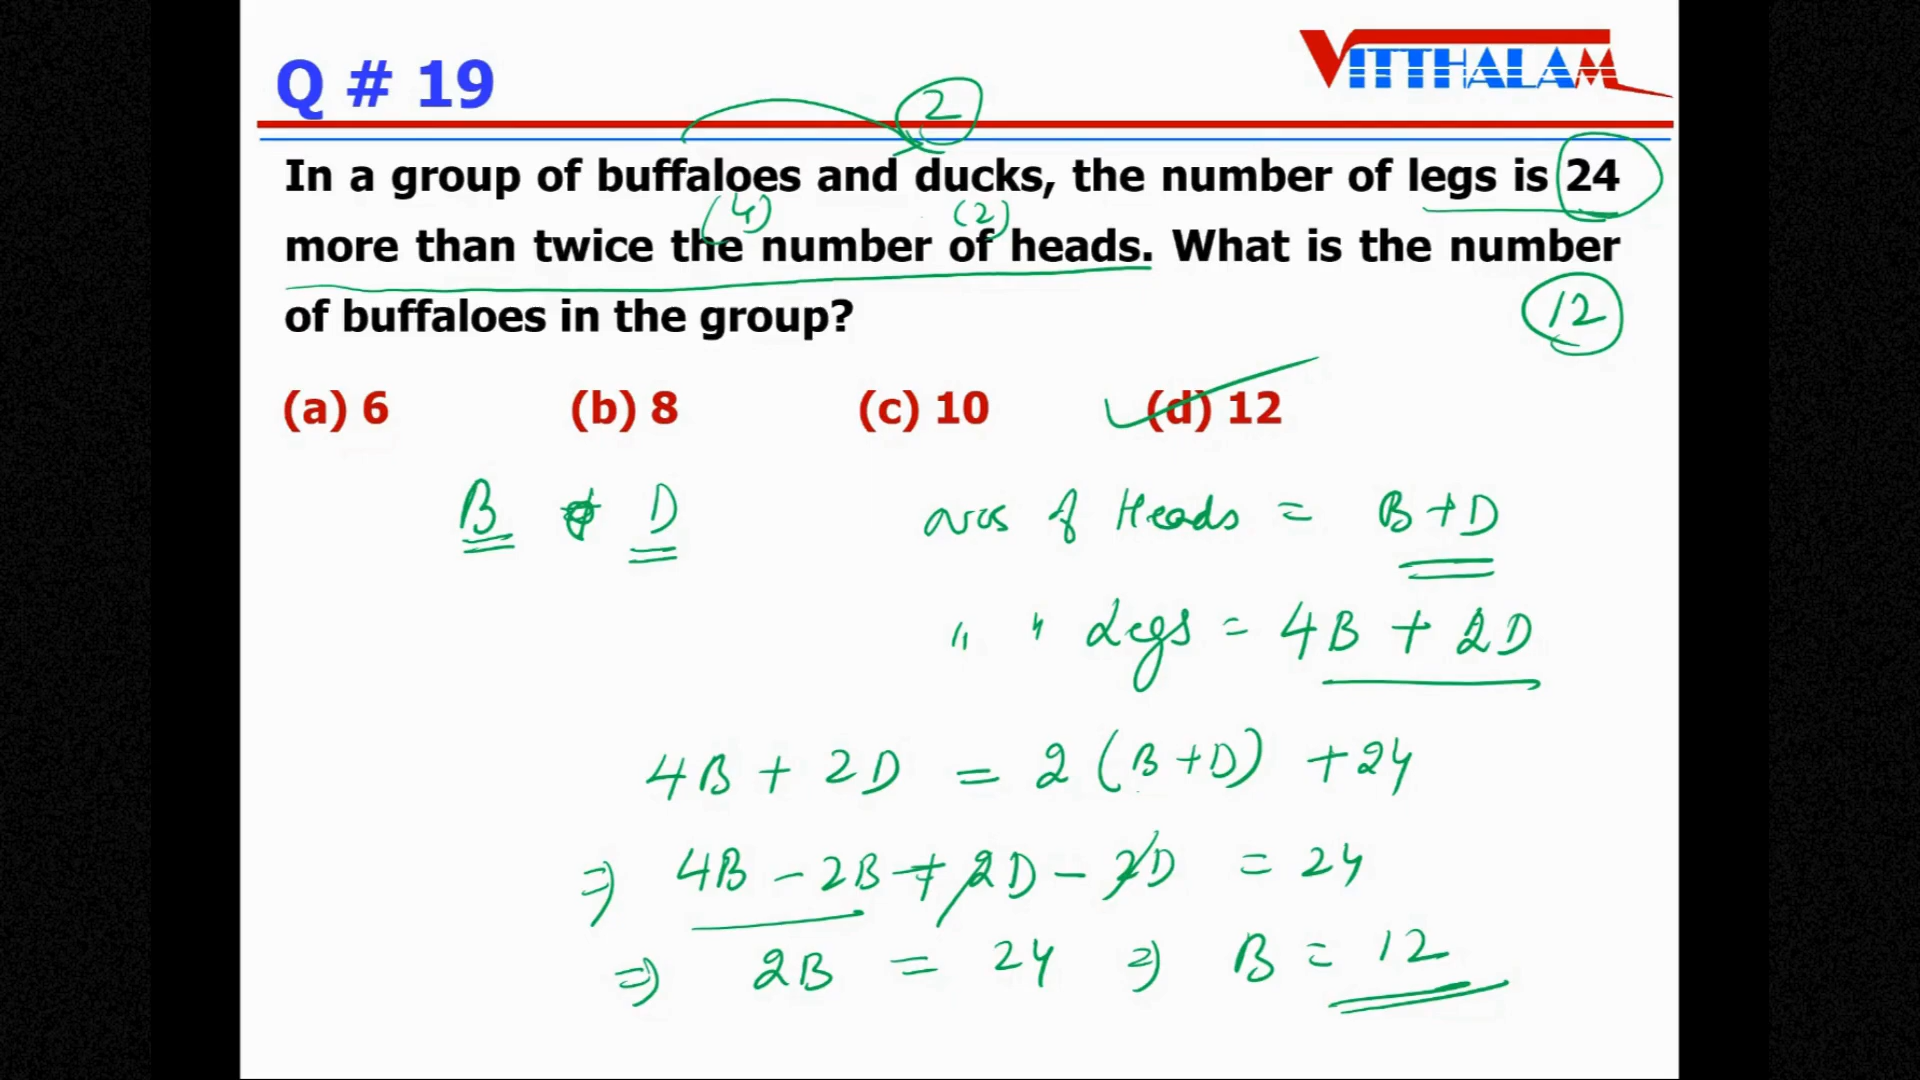 Q # 19
VITTHALAM
2
In a group of buffaloes and ducks, the number of legs is 24
(4) (2)
more than twice the number of heads. What is the number
of buffaloes in the group?
12
(a) 6 (b) 8 (c) 10 (d) 12
B D
of Heads = B+D
" " Legs = 4B + 2D
4B + 2D = 2 (B+D) +24
⇒ 4B - 2B + 2D - 2D = 24
⇒ 2B = 24 ⇒ B = 12